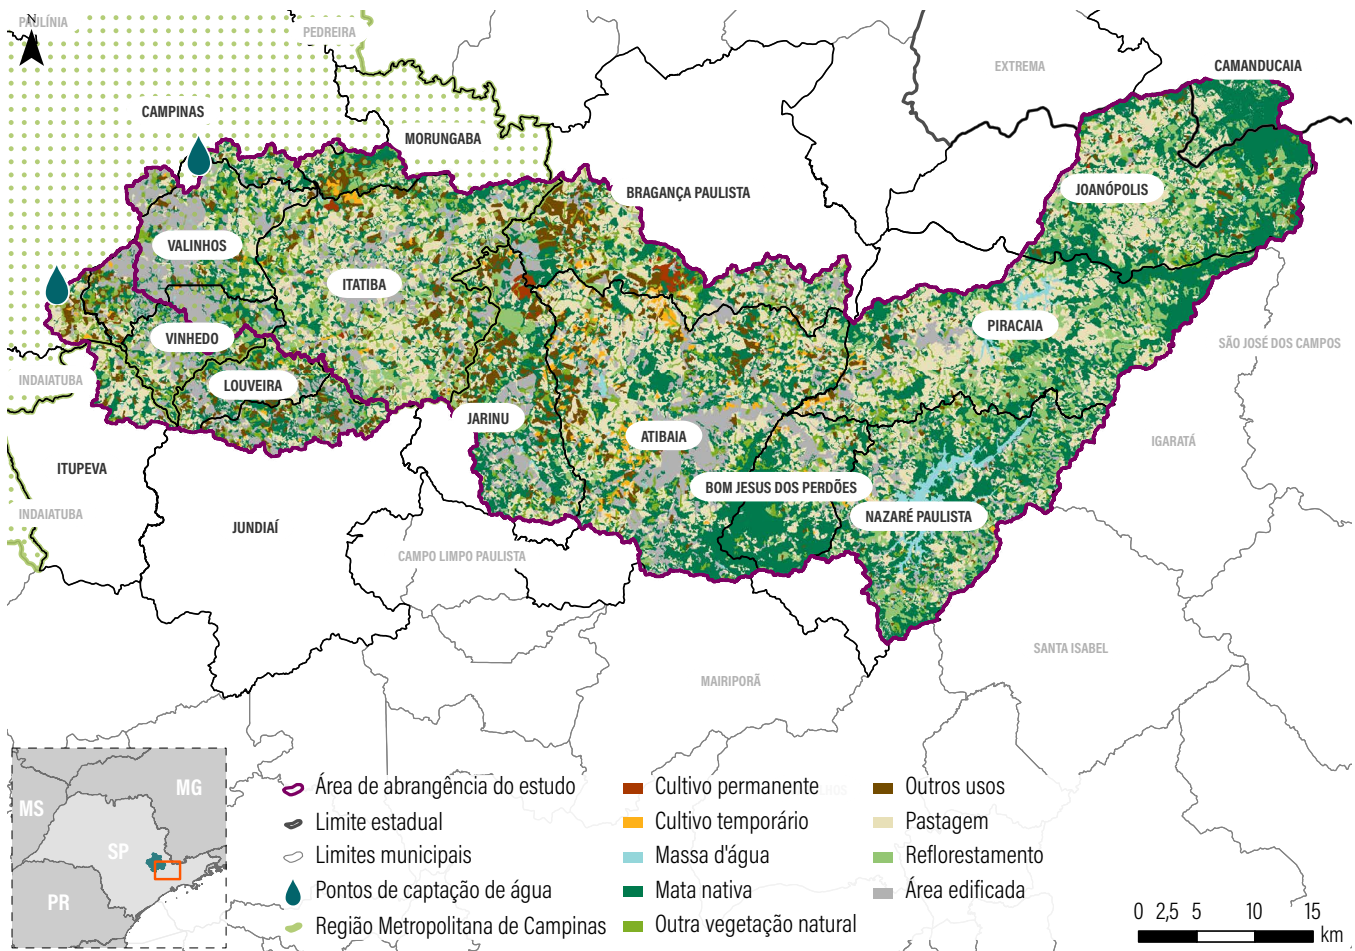 PAULÍNIA
N
PEDREIRA
EXTREMA
CAMANDUCAIA
CAMPINAS
MORUNGABA
BRAGANÇA PAULISTA
JOANÓPOLIS
VALINHOS
ITATIBA
PIRACAIA
VINHEDO
SÃO JOSÉ DOS CAMPOS
INDAIATUBA
LOUVEIRA
JARINU
ATIBAIA
IGARATÁ
ITUPEVA
BOM JESUS DOS PERDÕES
INDAIATUBA
JUNDIAÍ
NAZARÉ PAULISTA
CAMPO LIMPO PAULISTA
SANTA ISABEL
MAIRIPORÃ
MS
MG
SP
PR
Área de abrangência do estudo
Limite estadual
Limites municipais
Pontos de captação de água
Região Metropolitana de Campinas
Cultivo permanente
Cultivo temporário
Massa d'água
Mata nativa
Outra vegetação natural
Outros usos
Pastagem
Reflorestamento
Área edificada
0 2,5 5 10 15
km